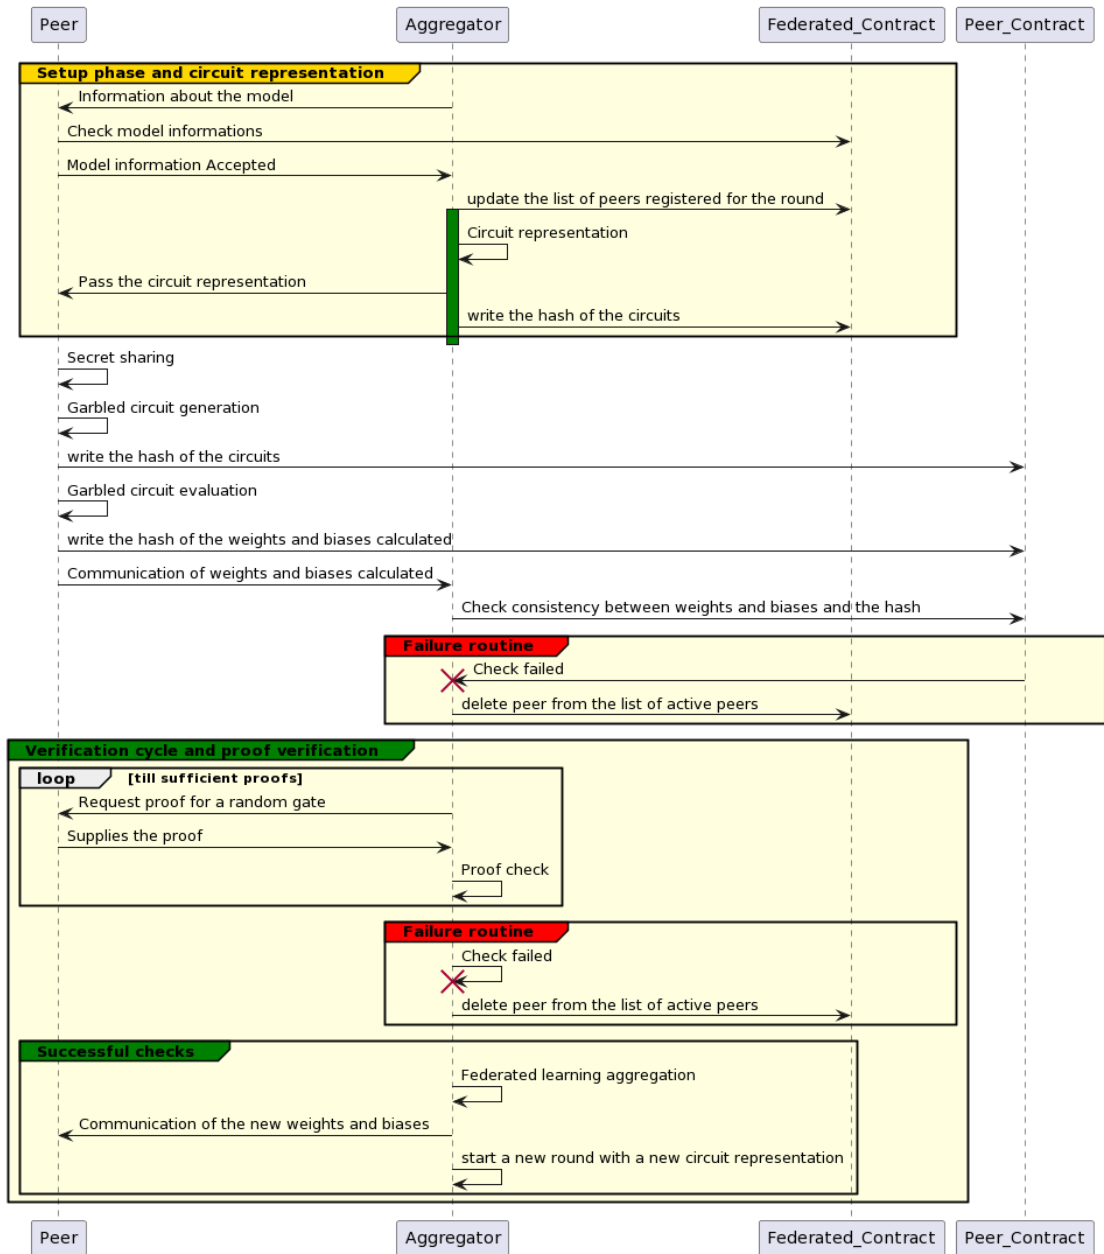 Peer Aggregator Federated_Contract Peer_Contract
Setup phase and circuit representation
Information about the model
Check model informations
Model information Accepted
update the list of peers registered for the round
Circuit representation
Pass the circuit representation
write the hash of the circuits
Secret sharing
Garbled circuit generation
write the hash of the circuits
Garbled circuit evaluation
write the hash of the weights and biases calculated
Communication of weights and biases calculated
Check consistency between weights and biases and the hash
Failure routine
Check failed
delete peer from the list of active peers
Verification cycle and proof verification
loop [till sufficient proofs]
Request proof for a random gate
Supplies the proof
Proof check
Failure routine
Check failed
delete peer from the list of active peers
Successful checks
Federated learning aggregation
Communication of the new weights and biases
start a new round with a new circuit representation
Peer Aggregator Federated_Contract Peer_Contract